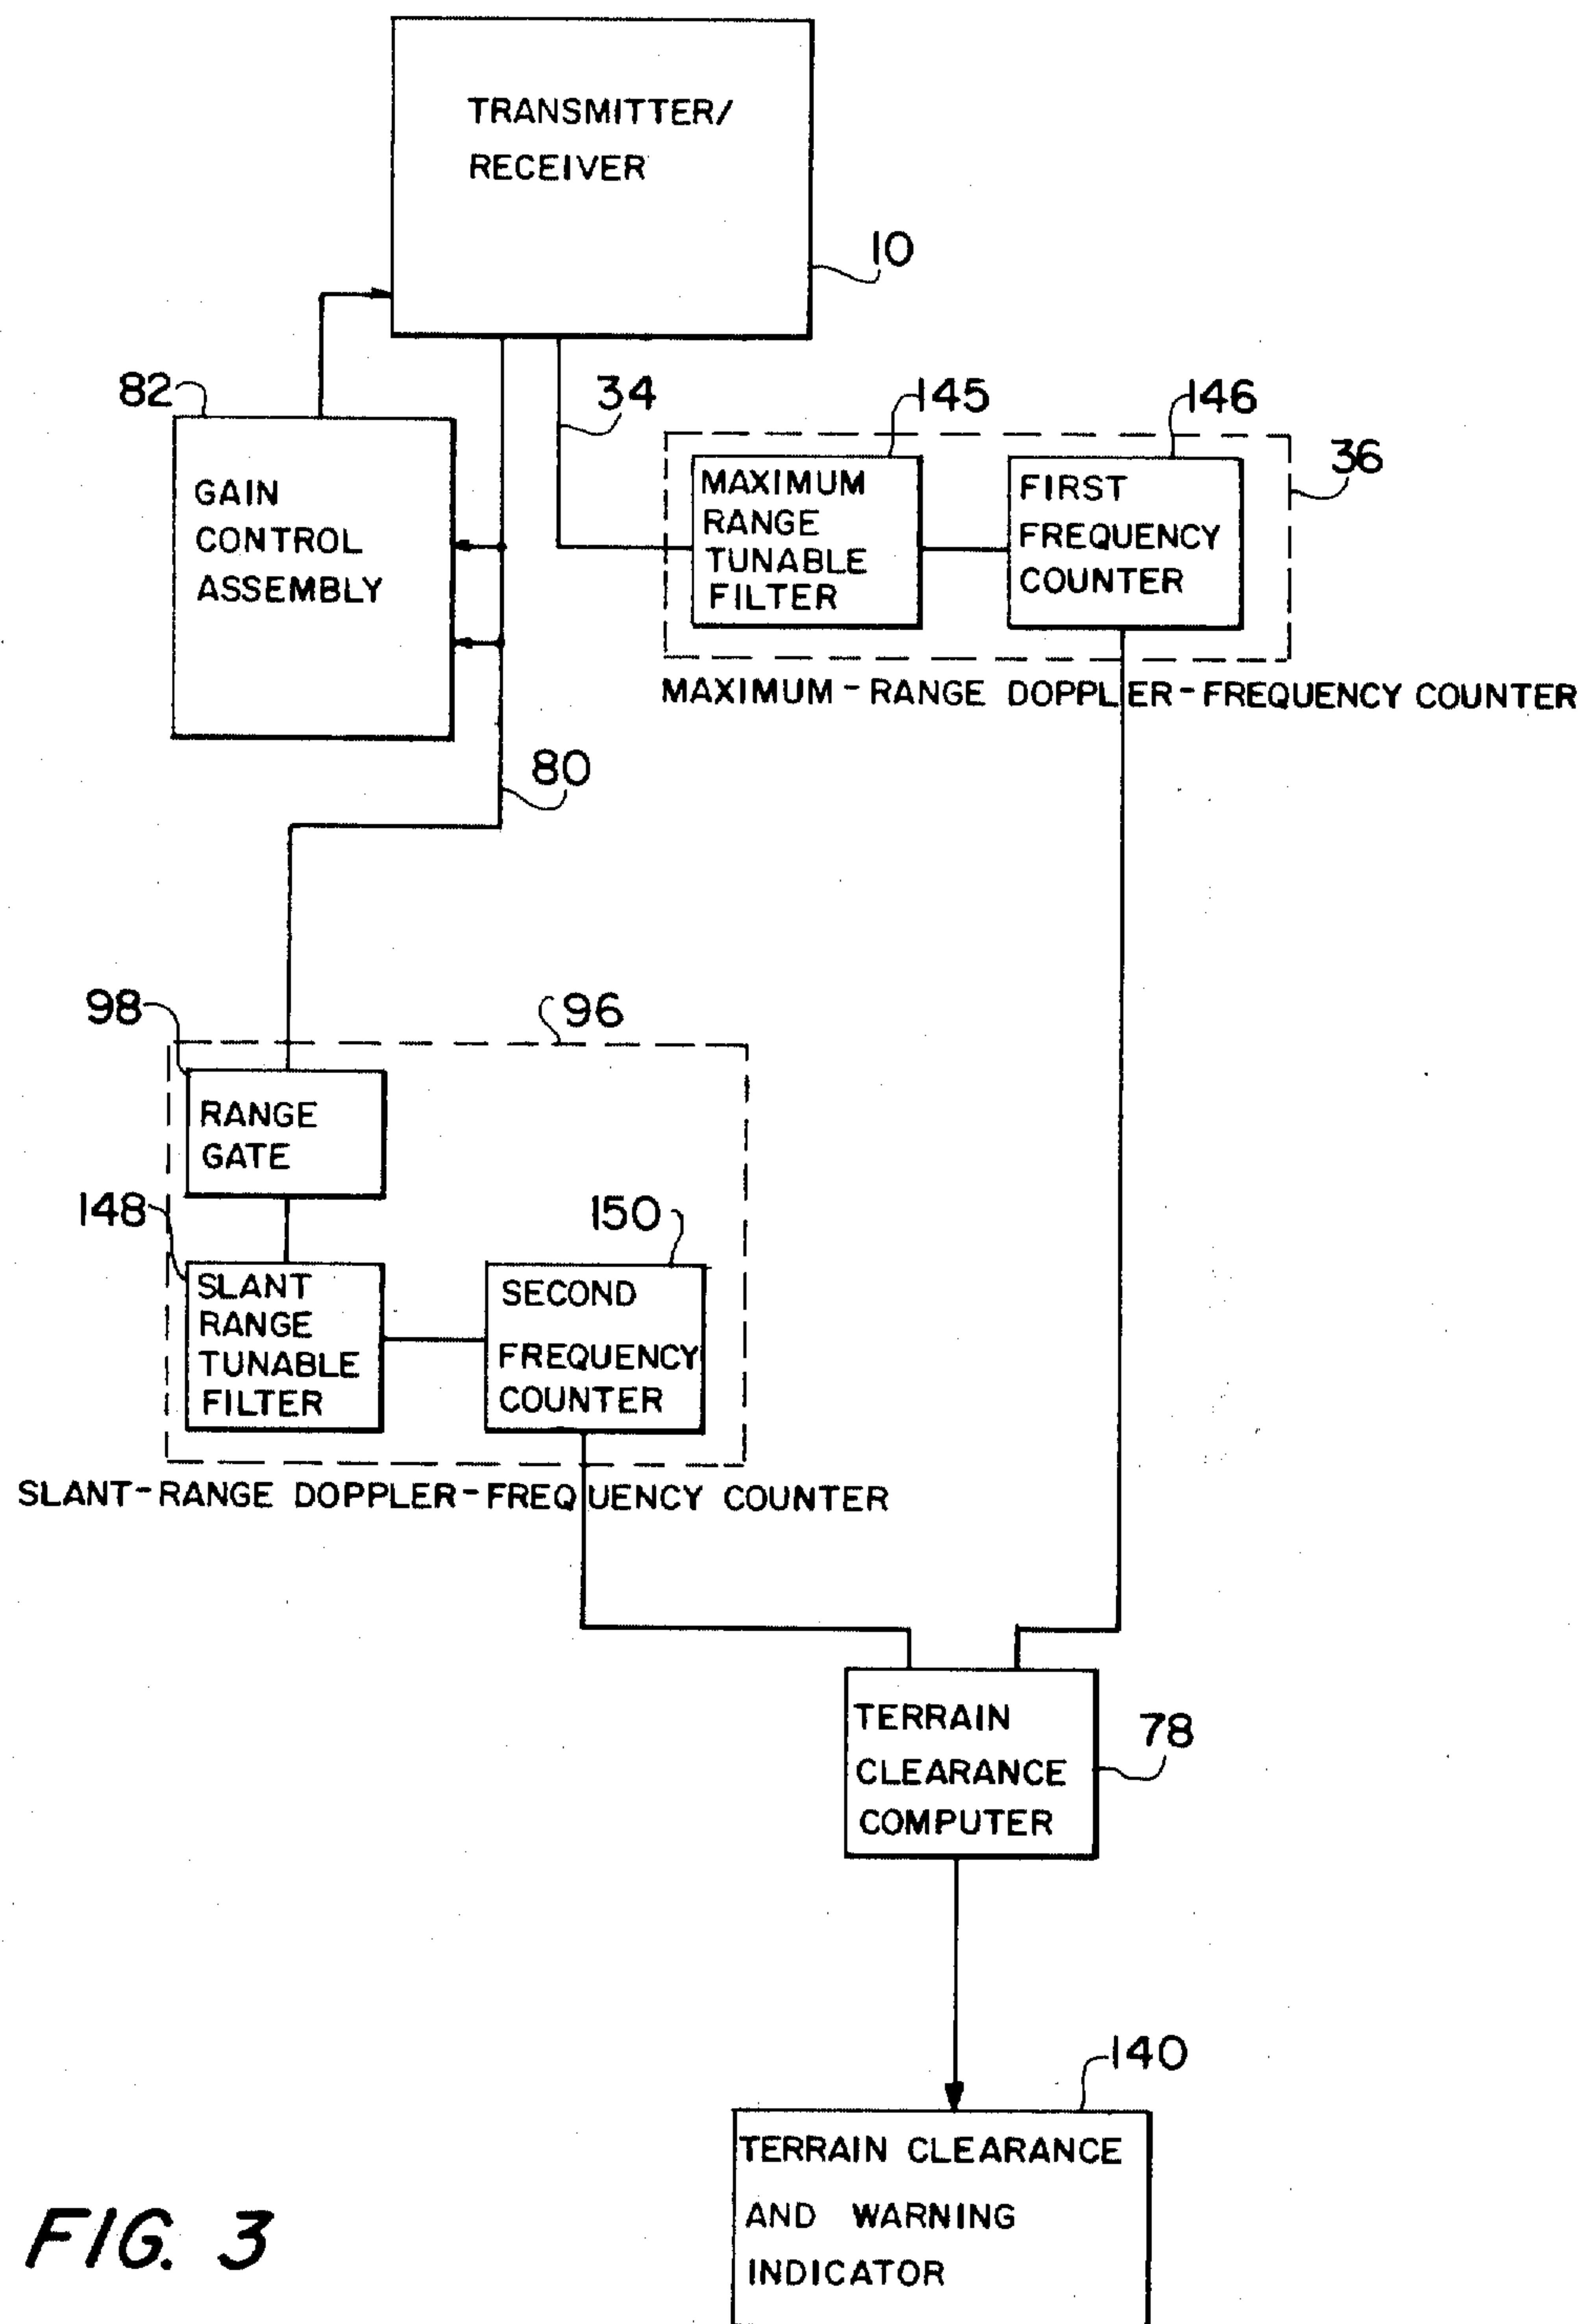 TRANSMITTER/
RECEIVER
10
82
34
145
146
36
GAIN
CONTROL
ASSEMBLY
MAXIMUM
RANGE
TUNABLE
FILTER
FIRST
FREQUENCY
COUNTER
MAXIMUM-RANGE DOPPLER-FREQUENCY COUNTER
80
98
96
RANGE
GATE
148
150
SLANT
RANGE
TUNABLE
FILTER
SECOND
FREQUENCY
COUNTER
SLANT-RANGE DOPPLER-FREQUENCY COUNTER
TERRAIN
CLEARANCE
COMPUTER
78
140
TERRAIN CLEARANCE
AND WARNING
INDICATOR
FIG. 3